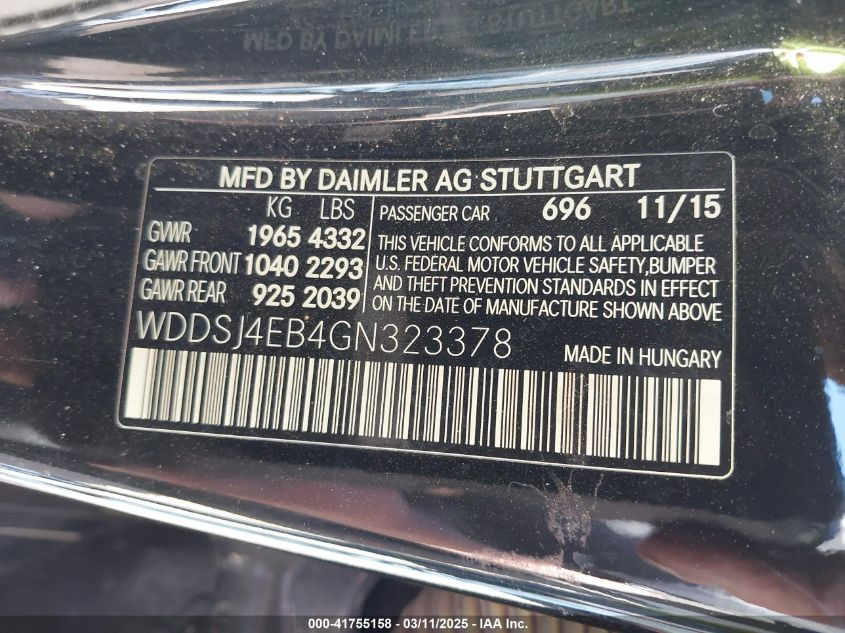 MFD BY DAIMLER AG STUTTGART
KG LBS
GVWR 1965 4332
GAWR FRONT 1040 2293
GAWR REAR 925 2039
PASSENGER CAR 696 11/15
THIS VEHICLE CONFORMS TO ALL APPLICABLE
U.S. FEDERAL MOTOR VEHICLE SAFETY, BUMPER
AND THEFT PREVENTION STANDARDS IN EFFECT
ON THE DATE OF MANUFACTURE SHOWN ABOVE.
WDDSJ4EB4GN323378
MADE IN HUNGARY
000-41755158 - 03/11/2025 - IAAI.com